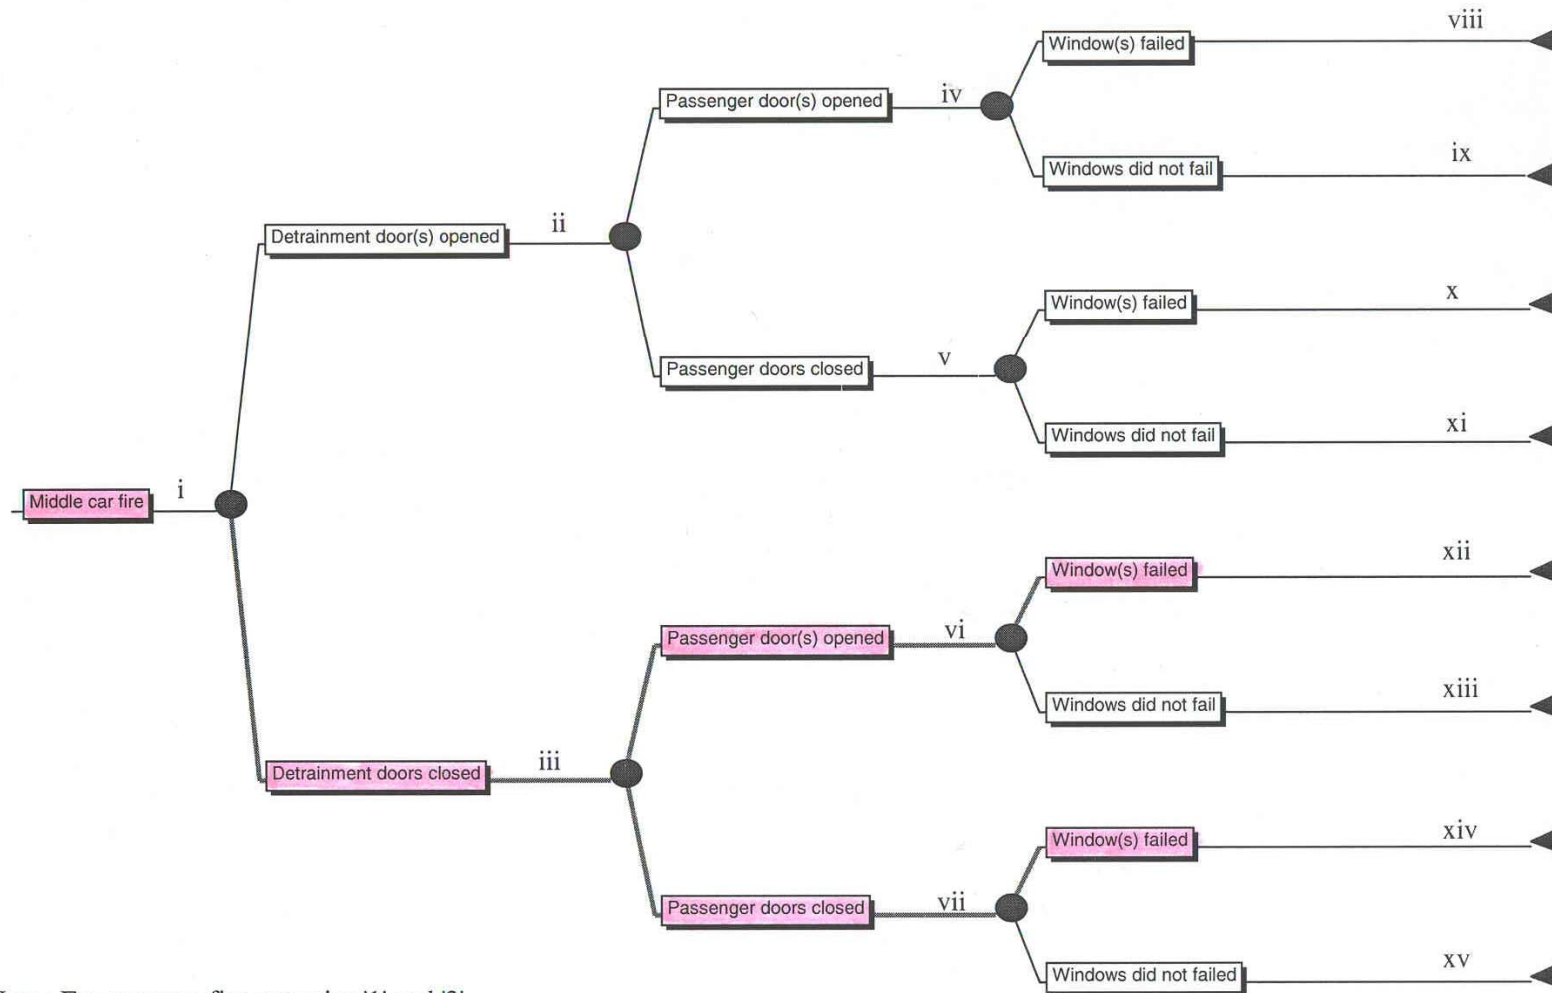 viii
Window(s) failed
Passenger door(s) opened
iv
ix
Windows did not fail
ii
Detrainment door(s) opened
x
Window(s) failed
v
Passenger doors closed
xi
Windows did not fail
i
Middle car fire
xii
Window(s) failed
vi
Passenger door(s) opened
xiii
Windows did not fail
iii
Detrainment doors closed
xiv
Window(s) failed
vii
Passenger doors closed
xv
Windows did not failed